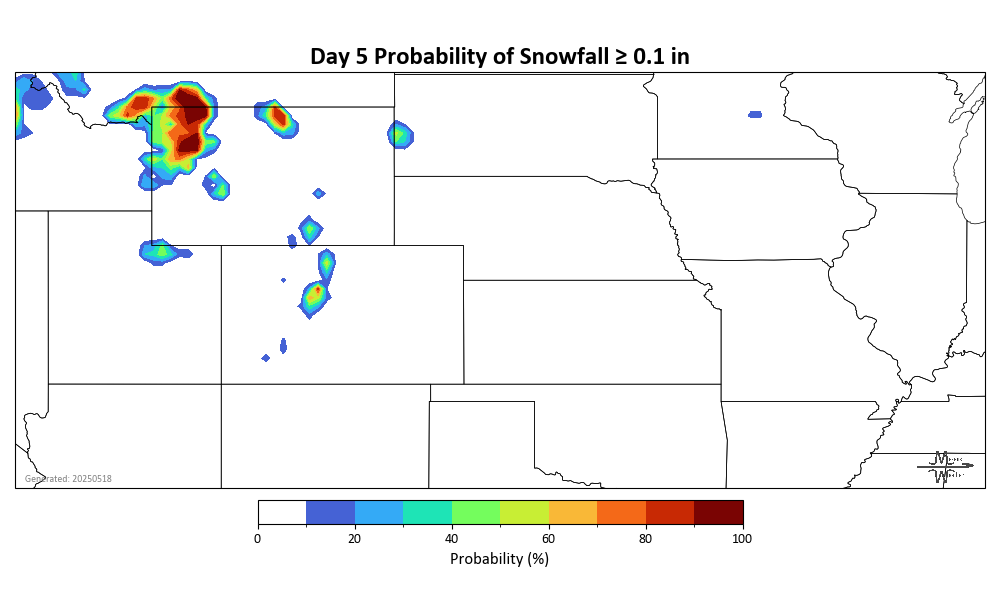 Day 5 Probability of Snowfall ≥ 0.1 in
Generated: 20250518
0 20 40 60 80 100
Probability (%)